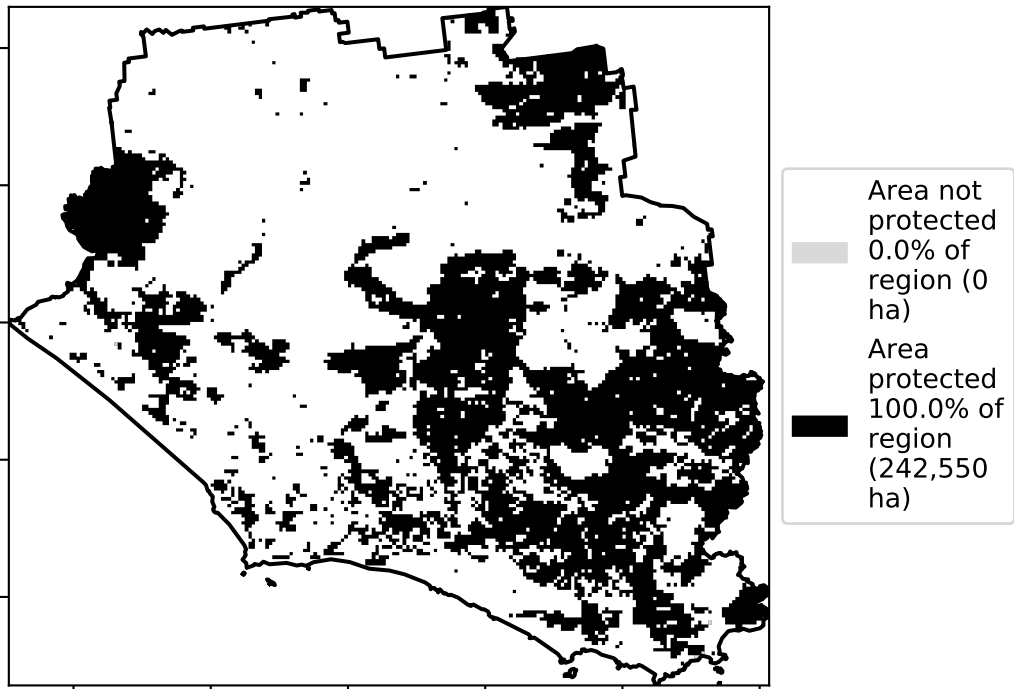 Area not
protected
0.0% of
region (0
ha)
Area
protected
100.0% of
region
(242,550
ha)